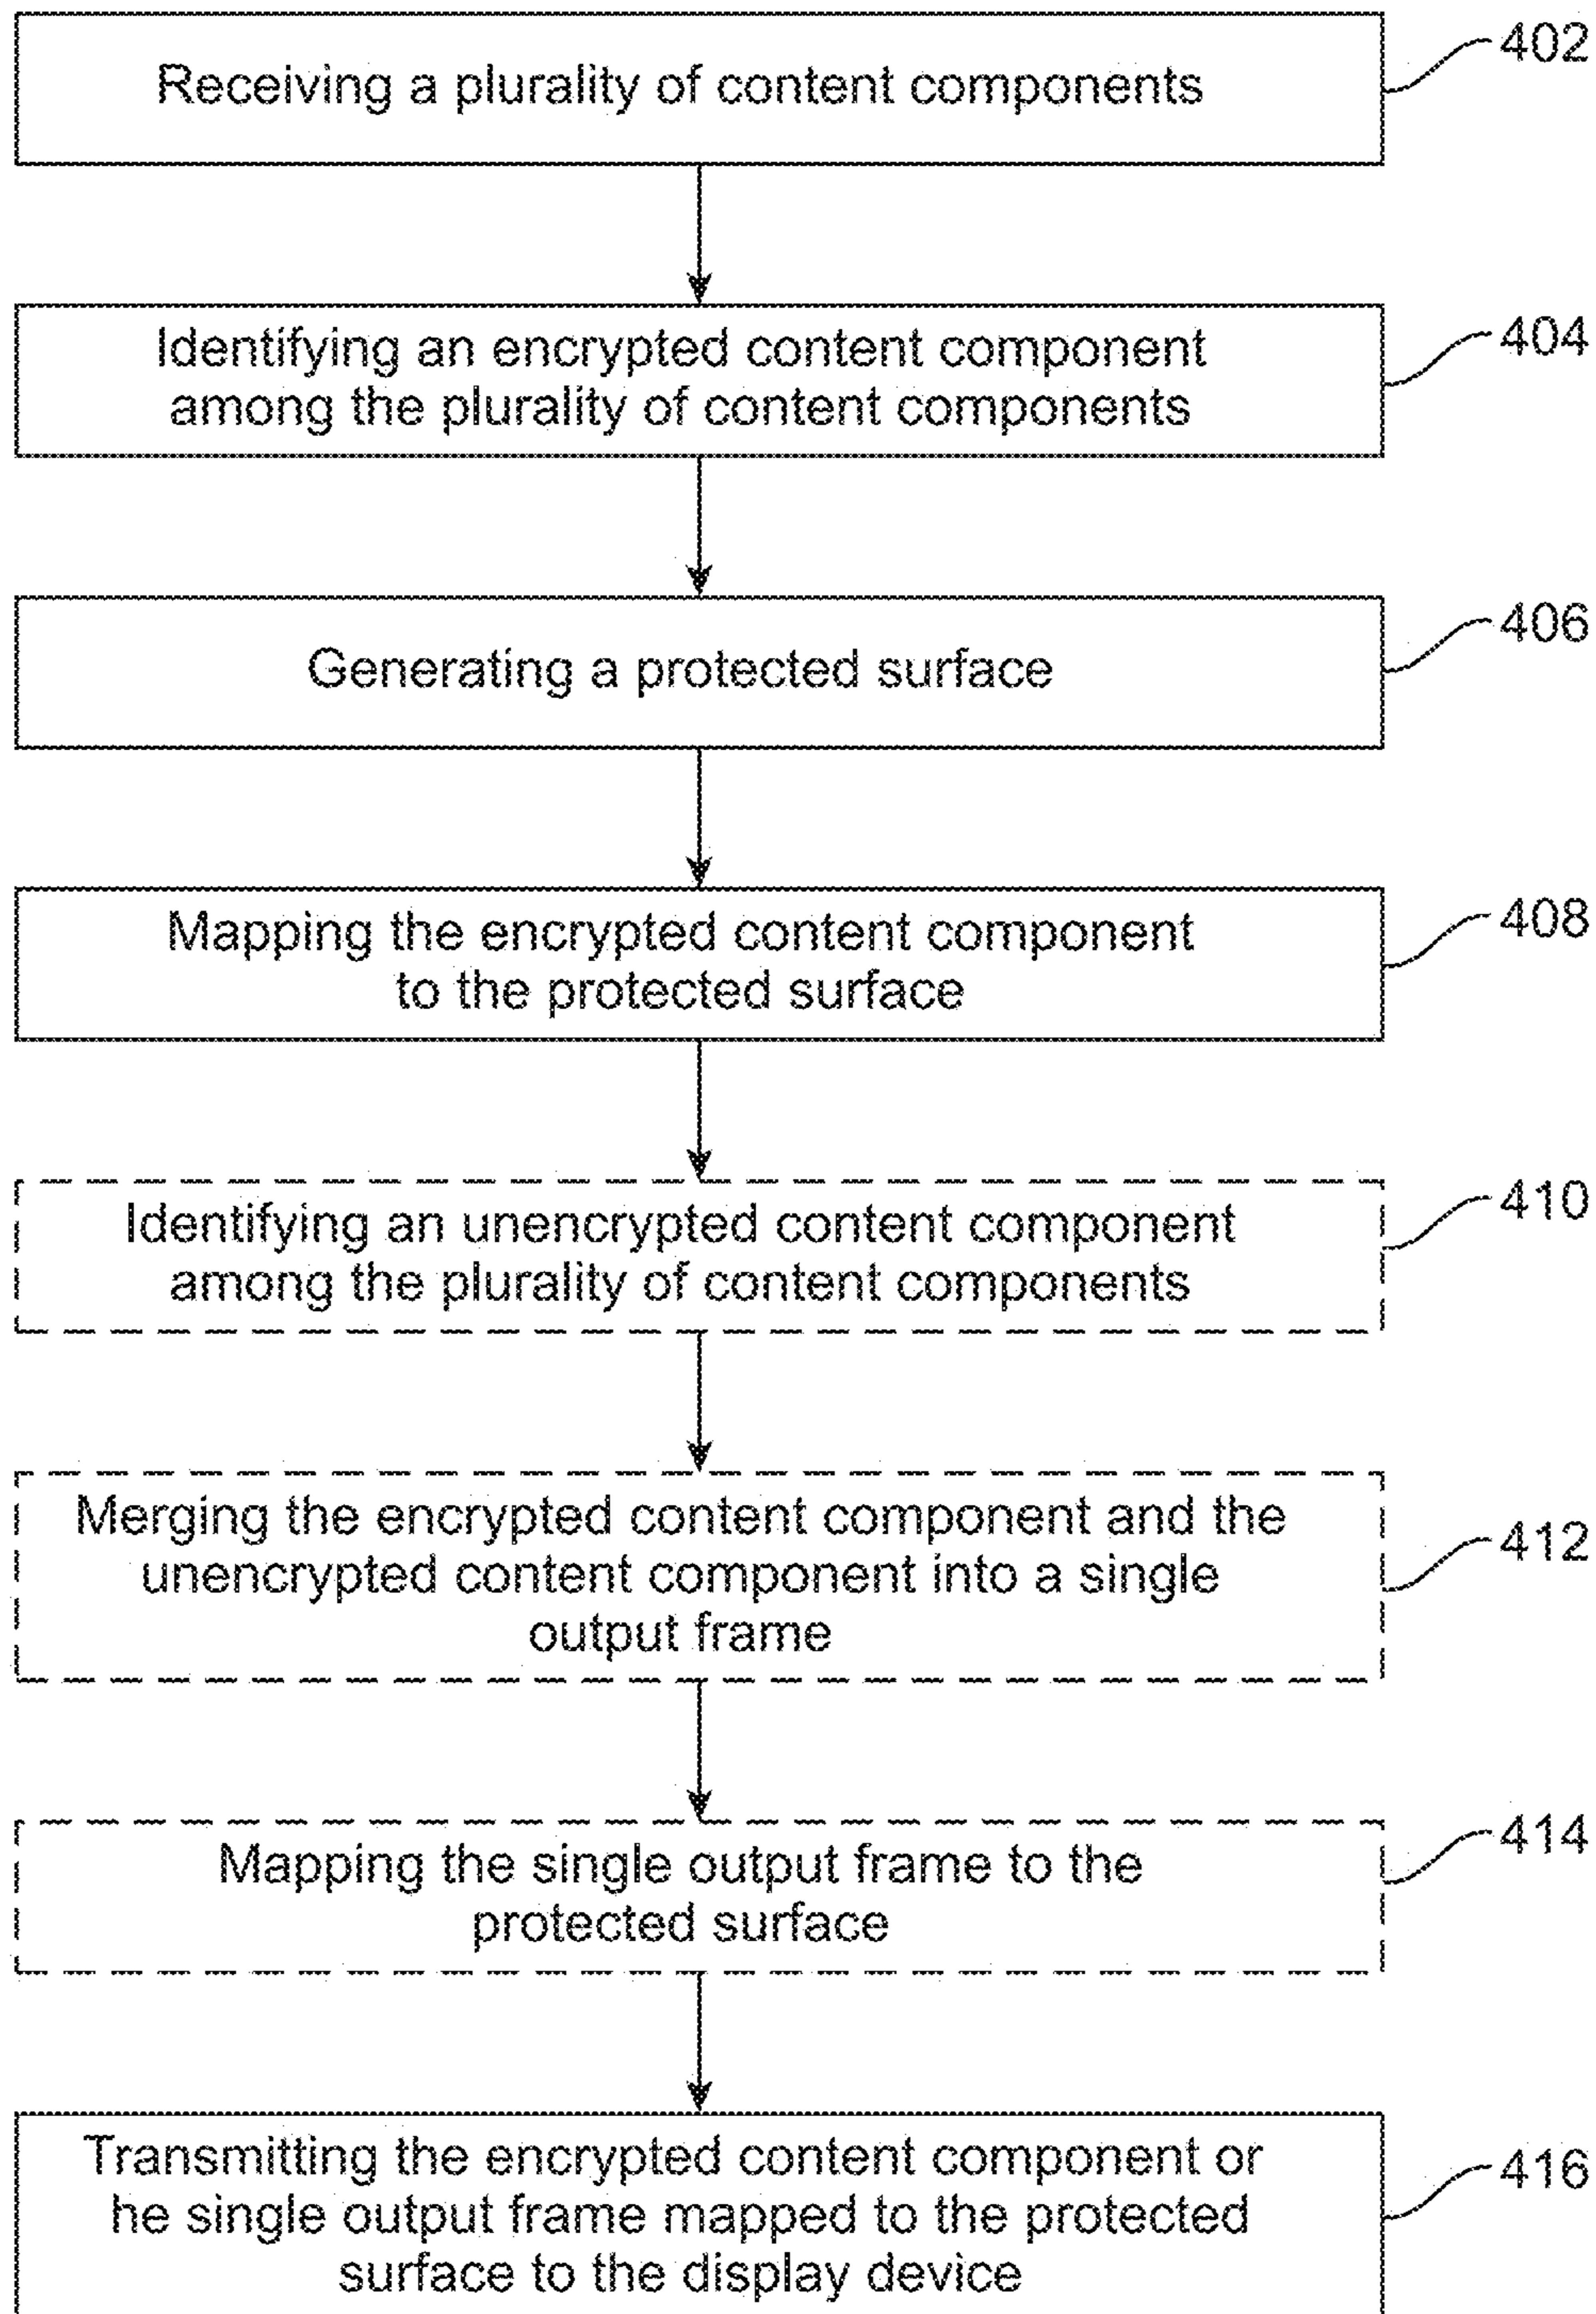 Receiving a plurality of content components
402
Identifying an encrypted content component
among the plurality of content components
404
Generating a protected surface
406
Mapping the encrypted content component
to the protected surface
408
Identifying an unencrypted content component
among the plurality of content components
410
Merging the encrypted content component and the
unencrypted content component into a single
output frame
412
Mapping the single output frame to the
protected surface
414
Transmitting the encrypted content component or
he single output frame mapped to the protected
surface to the display device
416